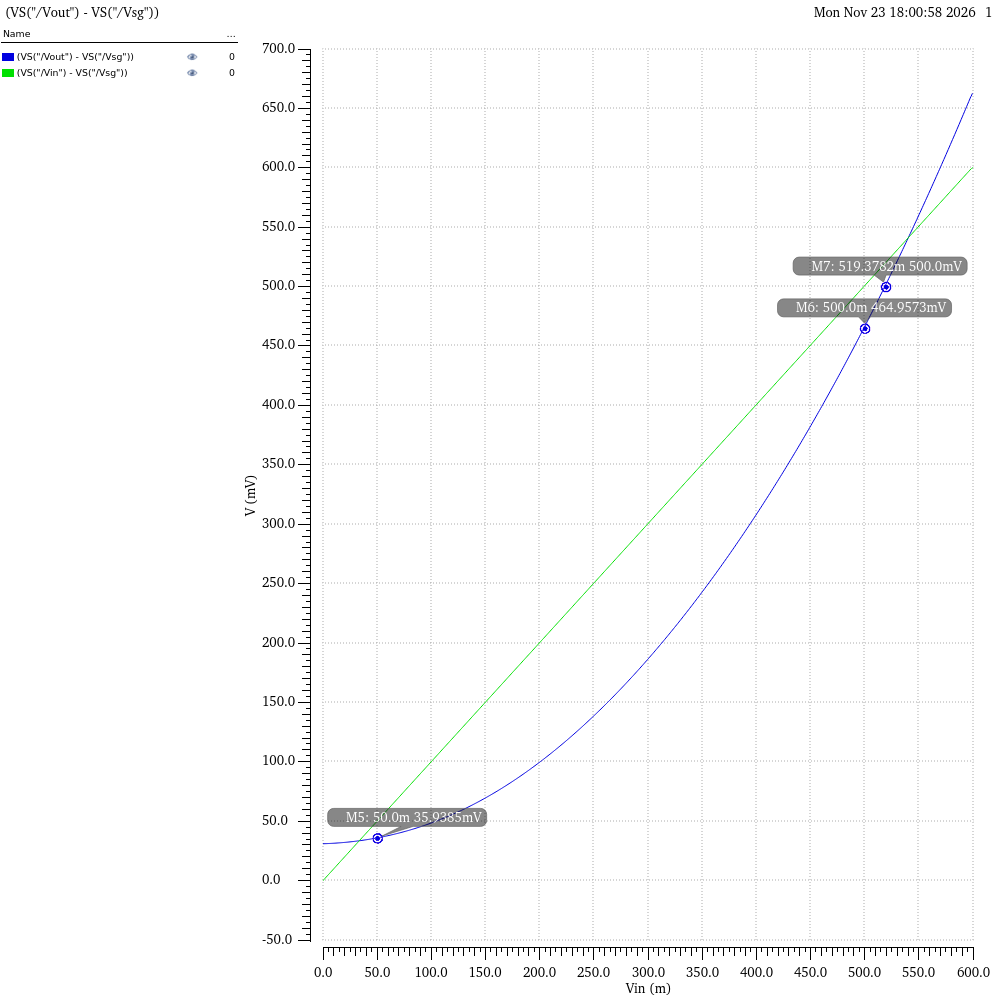 (VS("/Vout") - VS("/Vsg"))
Mon Nov 23 18:00:58 2026 1
Name ...
(VS("/Vout") - VS("/Vsg")) 0
(VS("/Vin") - VS("/Vsg")) 0
700.0
650.0
600.0
550.0
M7: 519.3782m 500.0mV
500.0
M6: 500.0m 464.9573mV
450.0
400.0
350.0
V (mV)
300.0
250.0
200.0
150.0
100.0
M5: 50.0m 35.9385mV
50.0
0.0
-50.0
0.0 50.0 100.0 150.0 200.0 250.0 300.0 350.0 400.0 450.0 500.0 550.0 600.0
Vin (m)